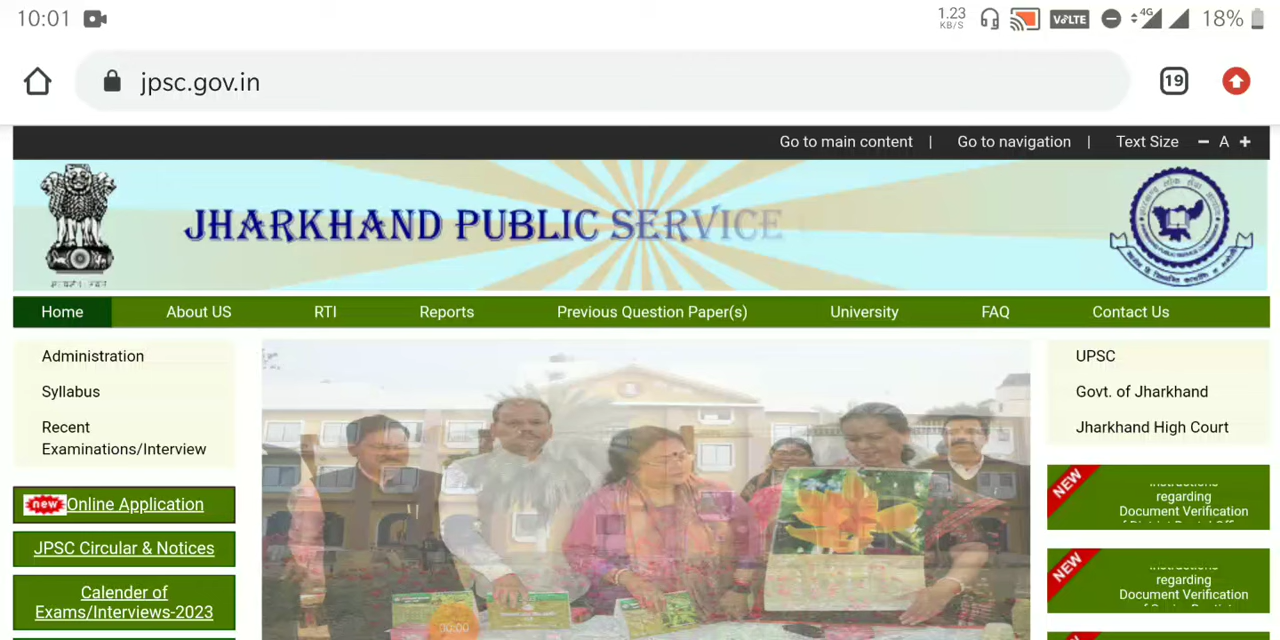 10:01
1.23
KB/S
VoLTE
4G
18%
jpsc.gov.in
19
Go to main content |
Go to navigation |
Text Size − A +
JHARKHAND PUBLIC SERVICE
Home
About US
RTI
Reports
Previous Question Paper(s)
University
FAQ
Contact Us
Administration
Syllabus
Recent
Examinations/Interview
new Online Application
JPSC Circular & Notices
Calender of
Exams/Interviews-2023
00:00
UPSC
Govt. of Jharkhand
Jharkhand High Court
NEW
regarding
Document Verification
NEW
regarding
Document Verification
NEW